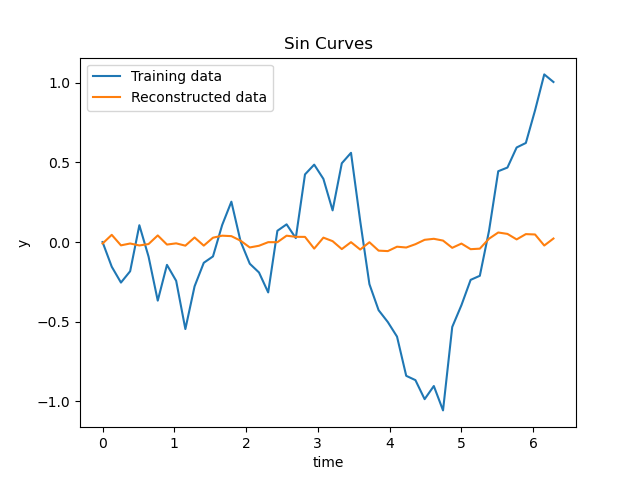 Sin Curves
Training data
Reconstructed data
1.0
0.5
0.0
−0.5
−1.0
y
0 1 2 3 4 5 6
time